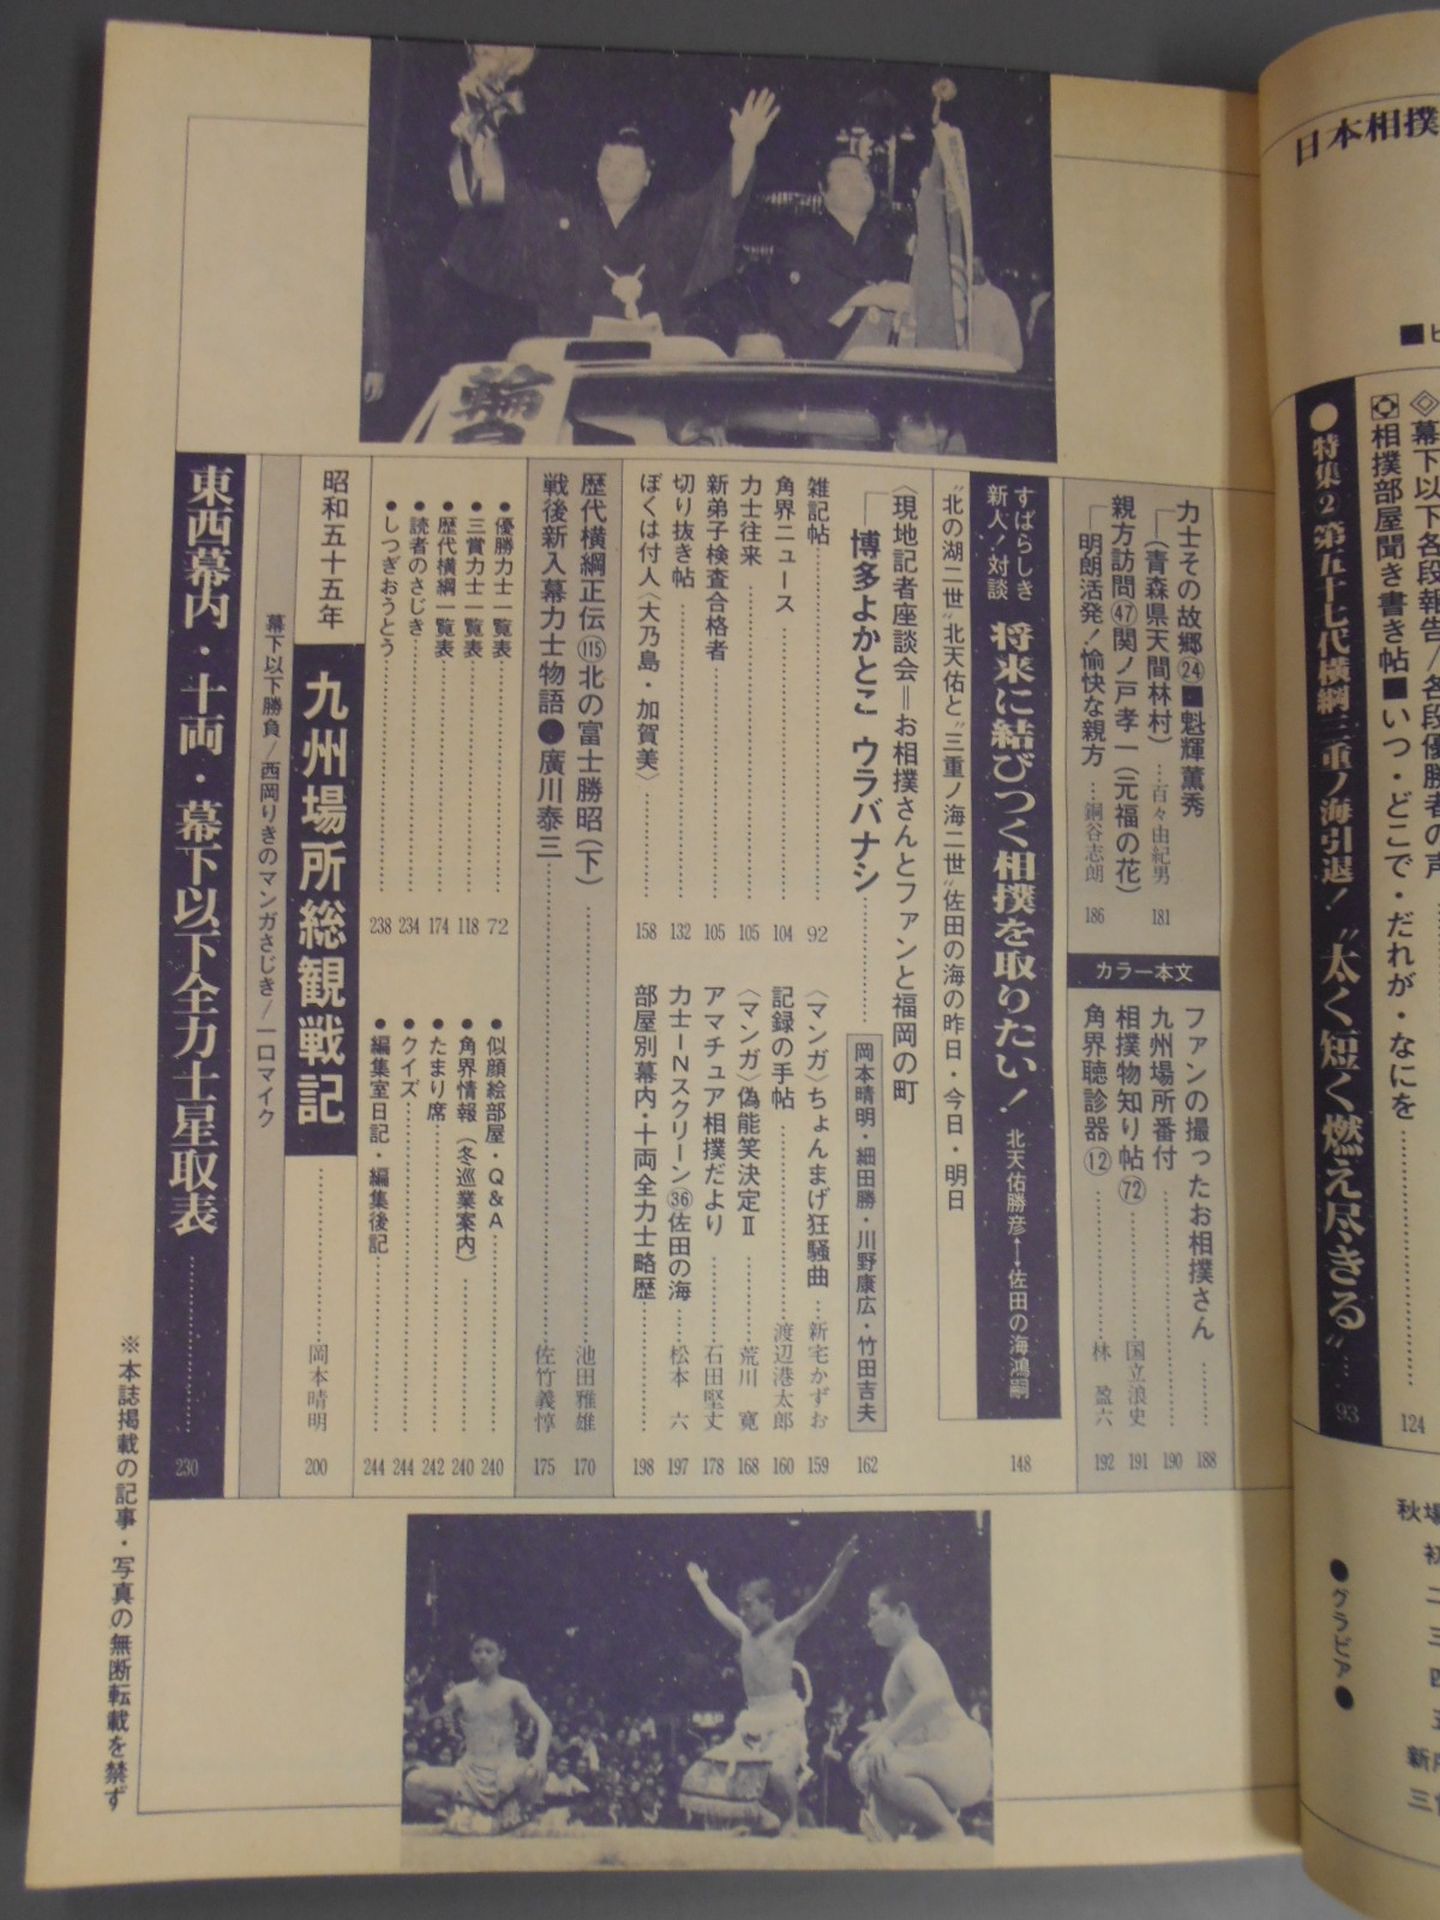 日本相撲
◇幕下以下各段報告/各段優勝者の声
相撲部屋聞き書き帖■いつ・どこで・だれが・なにを……124
●特集②第五十七代横綱三重ノ海引退!〝太く短く燃え尽きる〟…93
●グラビア●
力士その故郷㉔■魁輝薫秀
(青森県天間林村)…百々由紀男 181
親方訪問㊼関ノ戸孝一(元福の花)
明朗活発!愉快な親方…銅谷志朗 186
カラー本文
ファンの撮ったお相撲さん……188
九州場所番付……190
相撲物知り帖(72)……国立浪史 191
角界聴診器⑫……林 盈六 192
すばらしき新人!対談
将来に結びつく相撲を取りたい!
北天佑勝彦↔佐田の海鴻嗣 148
〝北の湖二世〟北天佑と〝三重ノ海二世〟佐田の海の昨日・今日・明日
〈現地記者座談会＝お相撲さんとファンと福岡の町
博多よかとこ ウラバナシ……
岡本晴明・細田勝・川野康広・竹田吉夫 162
雑記帖……92
角界ニュース……104
力士往来……105
新弟子検査合格者……105
切り抜き帖……132
ぼくは付人〈大乃島・加賀美〉……158
〈マンガ〉ちょんまげ狂騒曲…新宅かずお 159
記録の手帖……渡辺港太郎 160
〈マンガ〉偽能笑決定Ⅱ……荒川 寛 168
アマチュア相撲だより……石田堅丈 178
力士INスクリーン㊱佐田の海……松本 六 197
部屋別幕内・十両全力士略歴……198
歴代横綱正伝(115)北の富士勝昭(下)……池田雅雄 170
戦後新入幕力士物語●廣川泰三……佐竹義惇 175
●優勝力士一覧表……72
●三賞力士一覧表……118
●歴代横綱一覧表……174
●読者のさじき……234
●しつぎおうとう……238
●似顔絵部屋・Q&A……240
●角界情報(冬巡業案内)……240
●たまり席……242
●クイズ……244
●編集室日記・編集後記……244
昭和五十五年 九州場所総観戦記……岡本晴明 200
幕下以下勝負/西岡りきのマンガさじき/一口マイク
東西幕内・十両・幕下以下全力士星取表……230
※本誌掲載の記事・写真の無断転載を禁ず